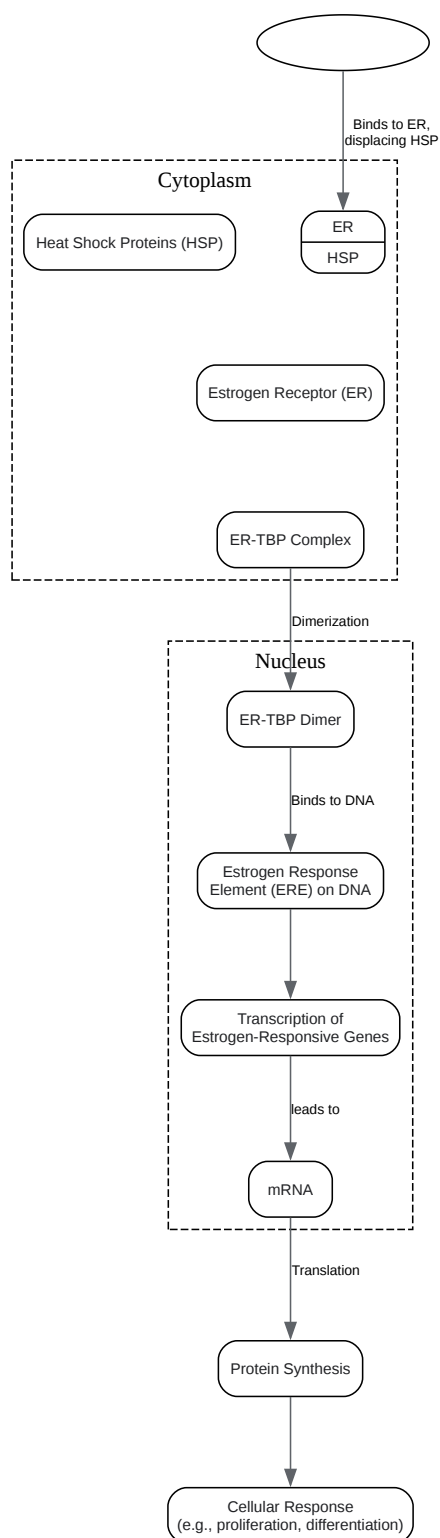 Binds to ER,
displacing HSP
Cytoplasm
Heat Shock Proteins (HSP)
ER
HSP
Estrogen Receptor (ER)
ER-TBP Complex
Dimerization
Nucleus
ER-TBP Dimer
Binds to DNA
Estrogen Response
Element (ERE) on DNA
Transcription of
Estrogen-Responsive Genes
leads to
mRNA
Translation
Protein Synthesis
Cellular Response
(e.g., proliferation, differentiation)